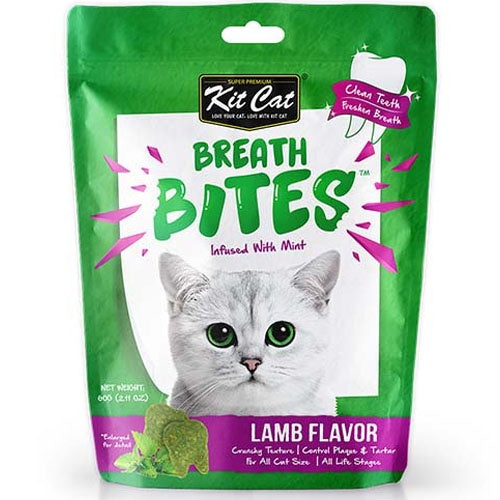 SUPER PREMIUM
Kit Cat
LOVE YOUR CAT, LOVE WITH KIT CAT
Clean Teeth
Freshen Breath
BREATH
BITES™
Infused With Mint
NET WEIGHT:
60G (2.11 OZ)
*Enlarged
for detail
LAMB FLAVOR
Crunchy Texture | Control Plaque & Tartar
For All Cat Size | All Life Stages